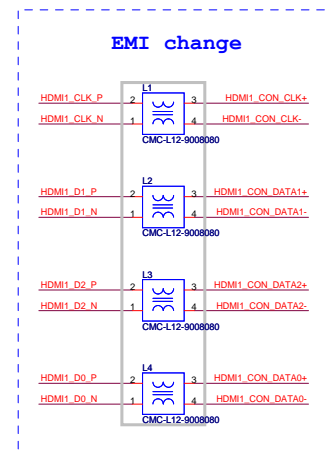 EMI change
L1
HDMI1_CLK_P 2 3 HDMI1_CON_CLK+
HDMI1_CLK_N 1 4 HDMI1_CON_CLK-
CMC-L12-9008080
L2
HDMI1_D1_P 2 3 HDMI1_CON_DATA1+
HDMI1_D1_N 1 4 HDMI1_CON_DATA1-
CMC-L12-9008080
L3
HDMI1_D2_P 2 3 HDMI1_CON_DATA2+
HDMI1_D2_N 1 4 HDMI1_CON_DATA2-
CMC-L12-9008080
L4
HDMI1_D0_P 2 3 HDMI1_CON_DATA0+
HDMI1_D0_N 1 4 HDMI1_CON_DATA0-
CMC-L12-9008080